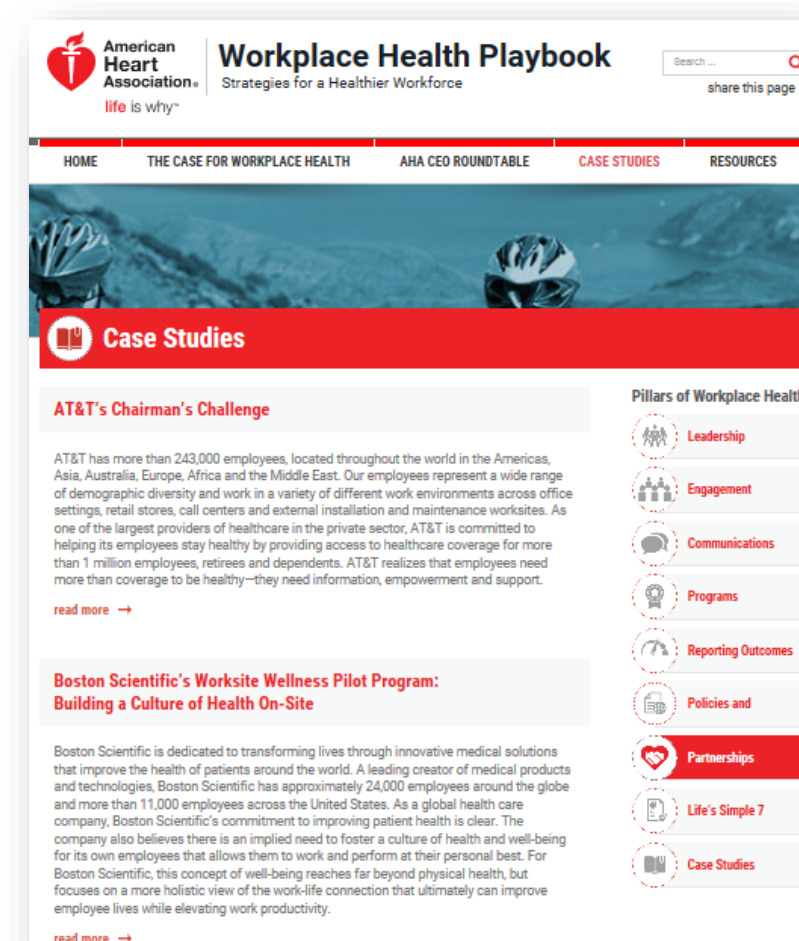 American
Heart
Association®
life is why™
Workplace Health Playbook
Strategies for a Healthier Workforce
Search ...
share this page
HOME
THE CASE FOR WORKPLACE HEALTH
AHA CEO ROUNDTABLE
CASE STUDIES
RESOURCES
Case Studies
AT&T's Chairman's Challenge
AT&T has more than 243,000 employees, located throughout the world in the Americas,
Asia, Australia, Europe, Africa and the Middle East. Our employees represent a wide range
of demographic diversity and work in a variety of different work environments across office
settings, retail stores, call centers and external installation and maintenance worksites. As
one of the largest providers of healthcare in the private sector, AT&T is committed to
helping its employees stay healthy by providing access to healthcare coverage for more
than 1 million employees, retirees and dependents. AT&T realizes that employees need
more than coverage to be healthy—they need information, empowerment and support.
read more →
Boston Scientific's Worksite Wellness Pilot Program:
Building a Culture of Health On-Site
Boston Scientific is dedicated to transforming lives through innovative medical solutions
that improve the health of patients around the world. A leading creator of medical products
and technologies, Boston Scientific has approximately 24,000 employees around the globe
and more than 11,000 employees across the United States. As a global health care
company, Boston Scientific's commitment to improving patient health is clear. The
company also believes there is an implied need to foster a culture of health and well-being
for its own employees that allows them to work and perform at their personal best. For
Boston Scientific, this concept of well-being reaches far beyond physical health, but
focuses on a more holistic view of the work-life connection that ultimately can improve
employee lives while elevating work productivity.
read more →
Pillars of Workplace Health
Leadership
Engagement
Communications
Programs
Reporting Outcomes
Policies and
Partnerships
Life's Simple 7
Case Studies